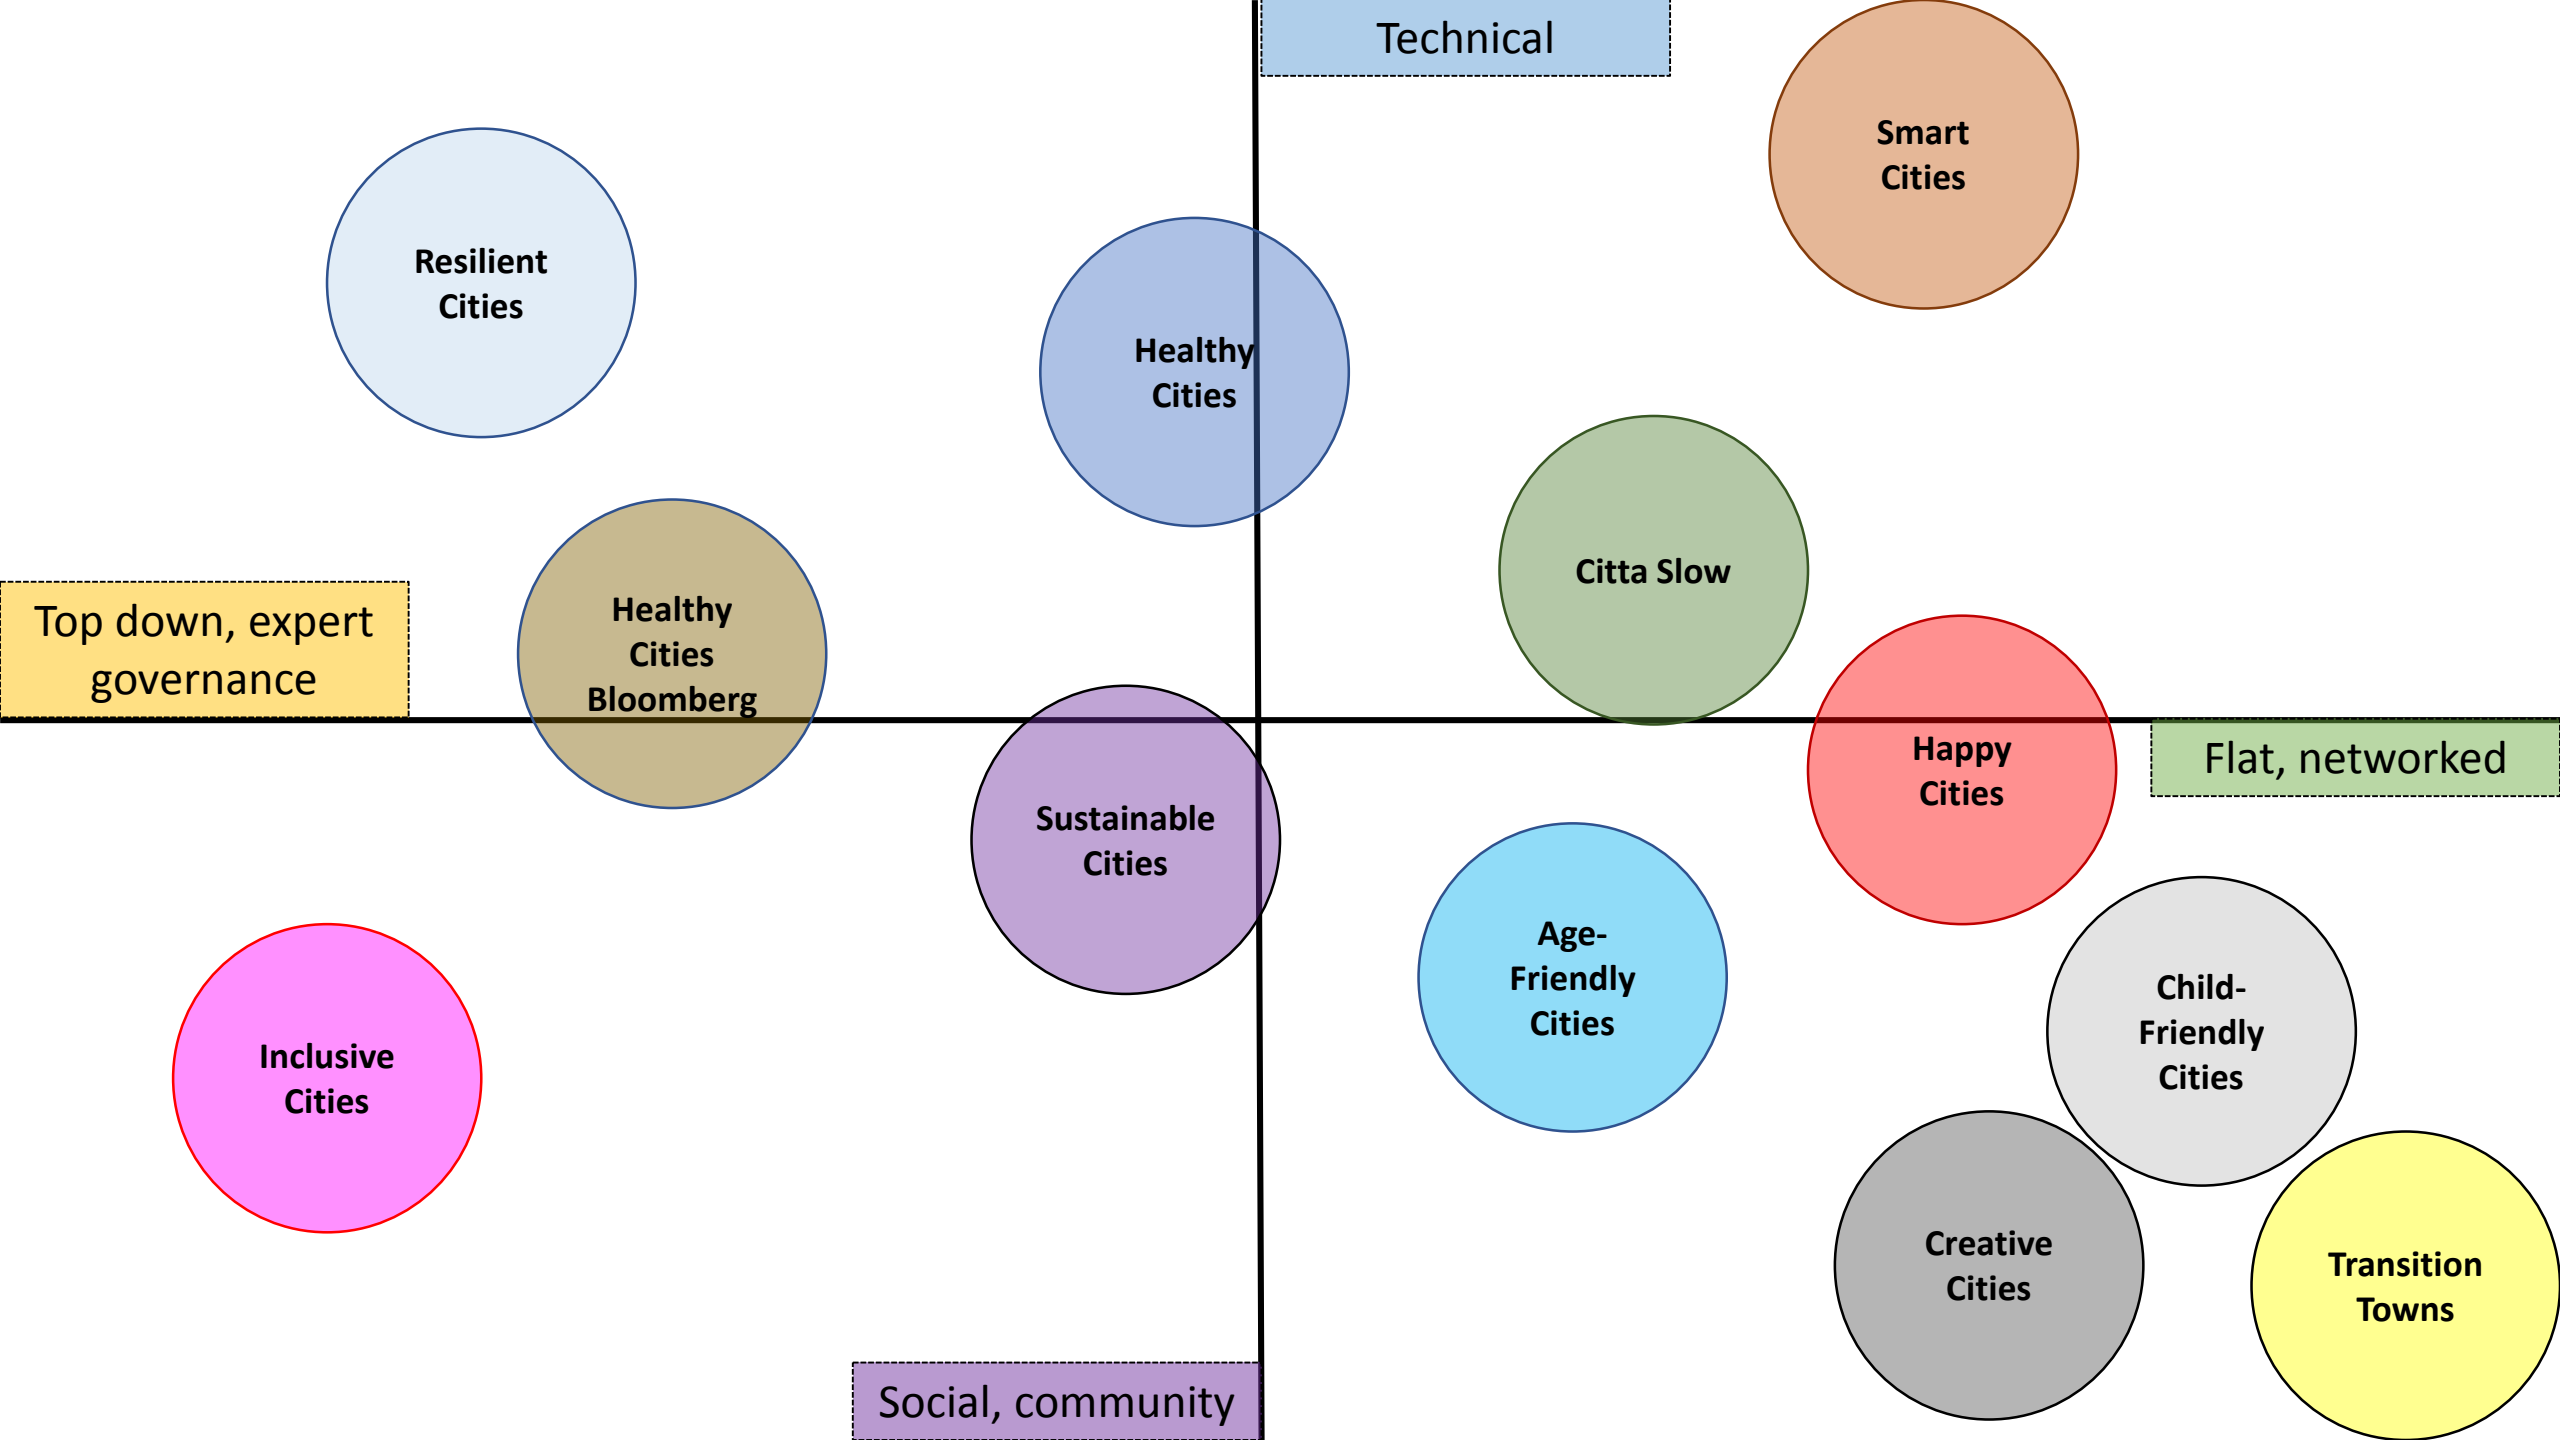 Technical
Smart
Cities
Resilient
Cities
Healthy
Cities
Citta Slow
Top down, expert
governance
Healthy
Cities
Bloomberg
Happy
Cities
Flat, networked
Sustainable
Cities
Age-
Friendly
Cities
Child-
Friendly
Cities
Inclusive
Cities
Creative
Cities
Transition
Towns
Social, community